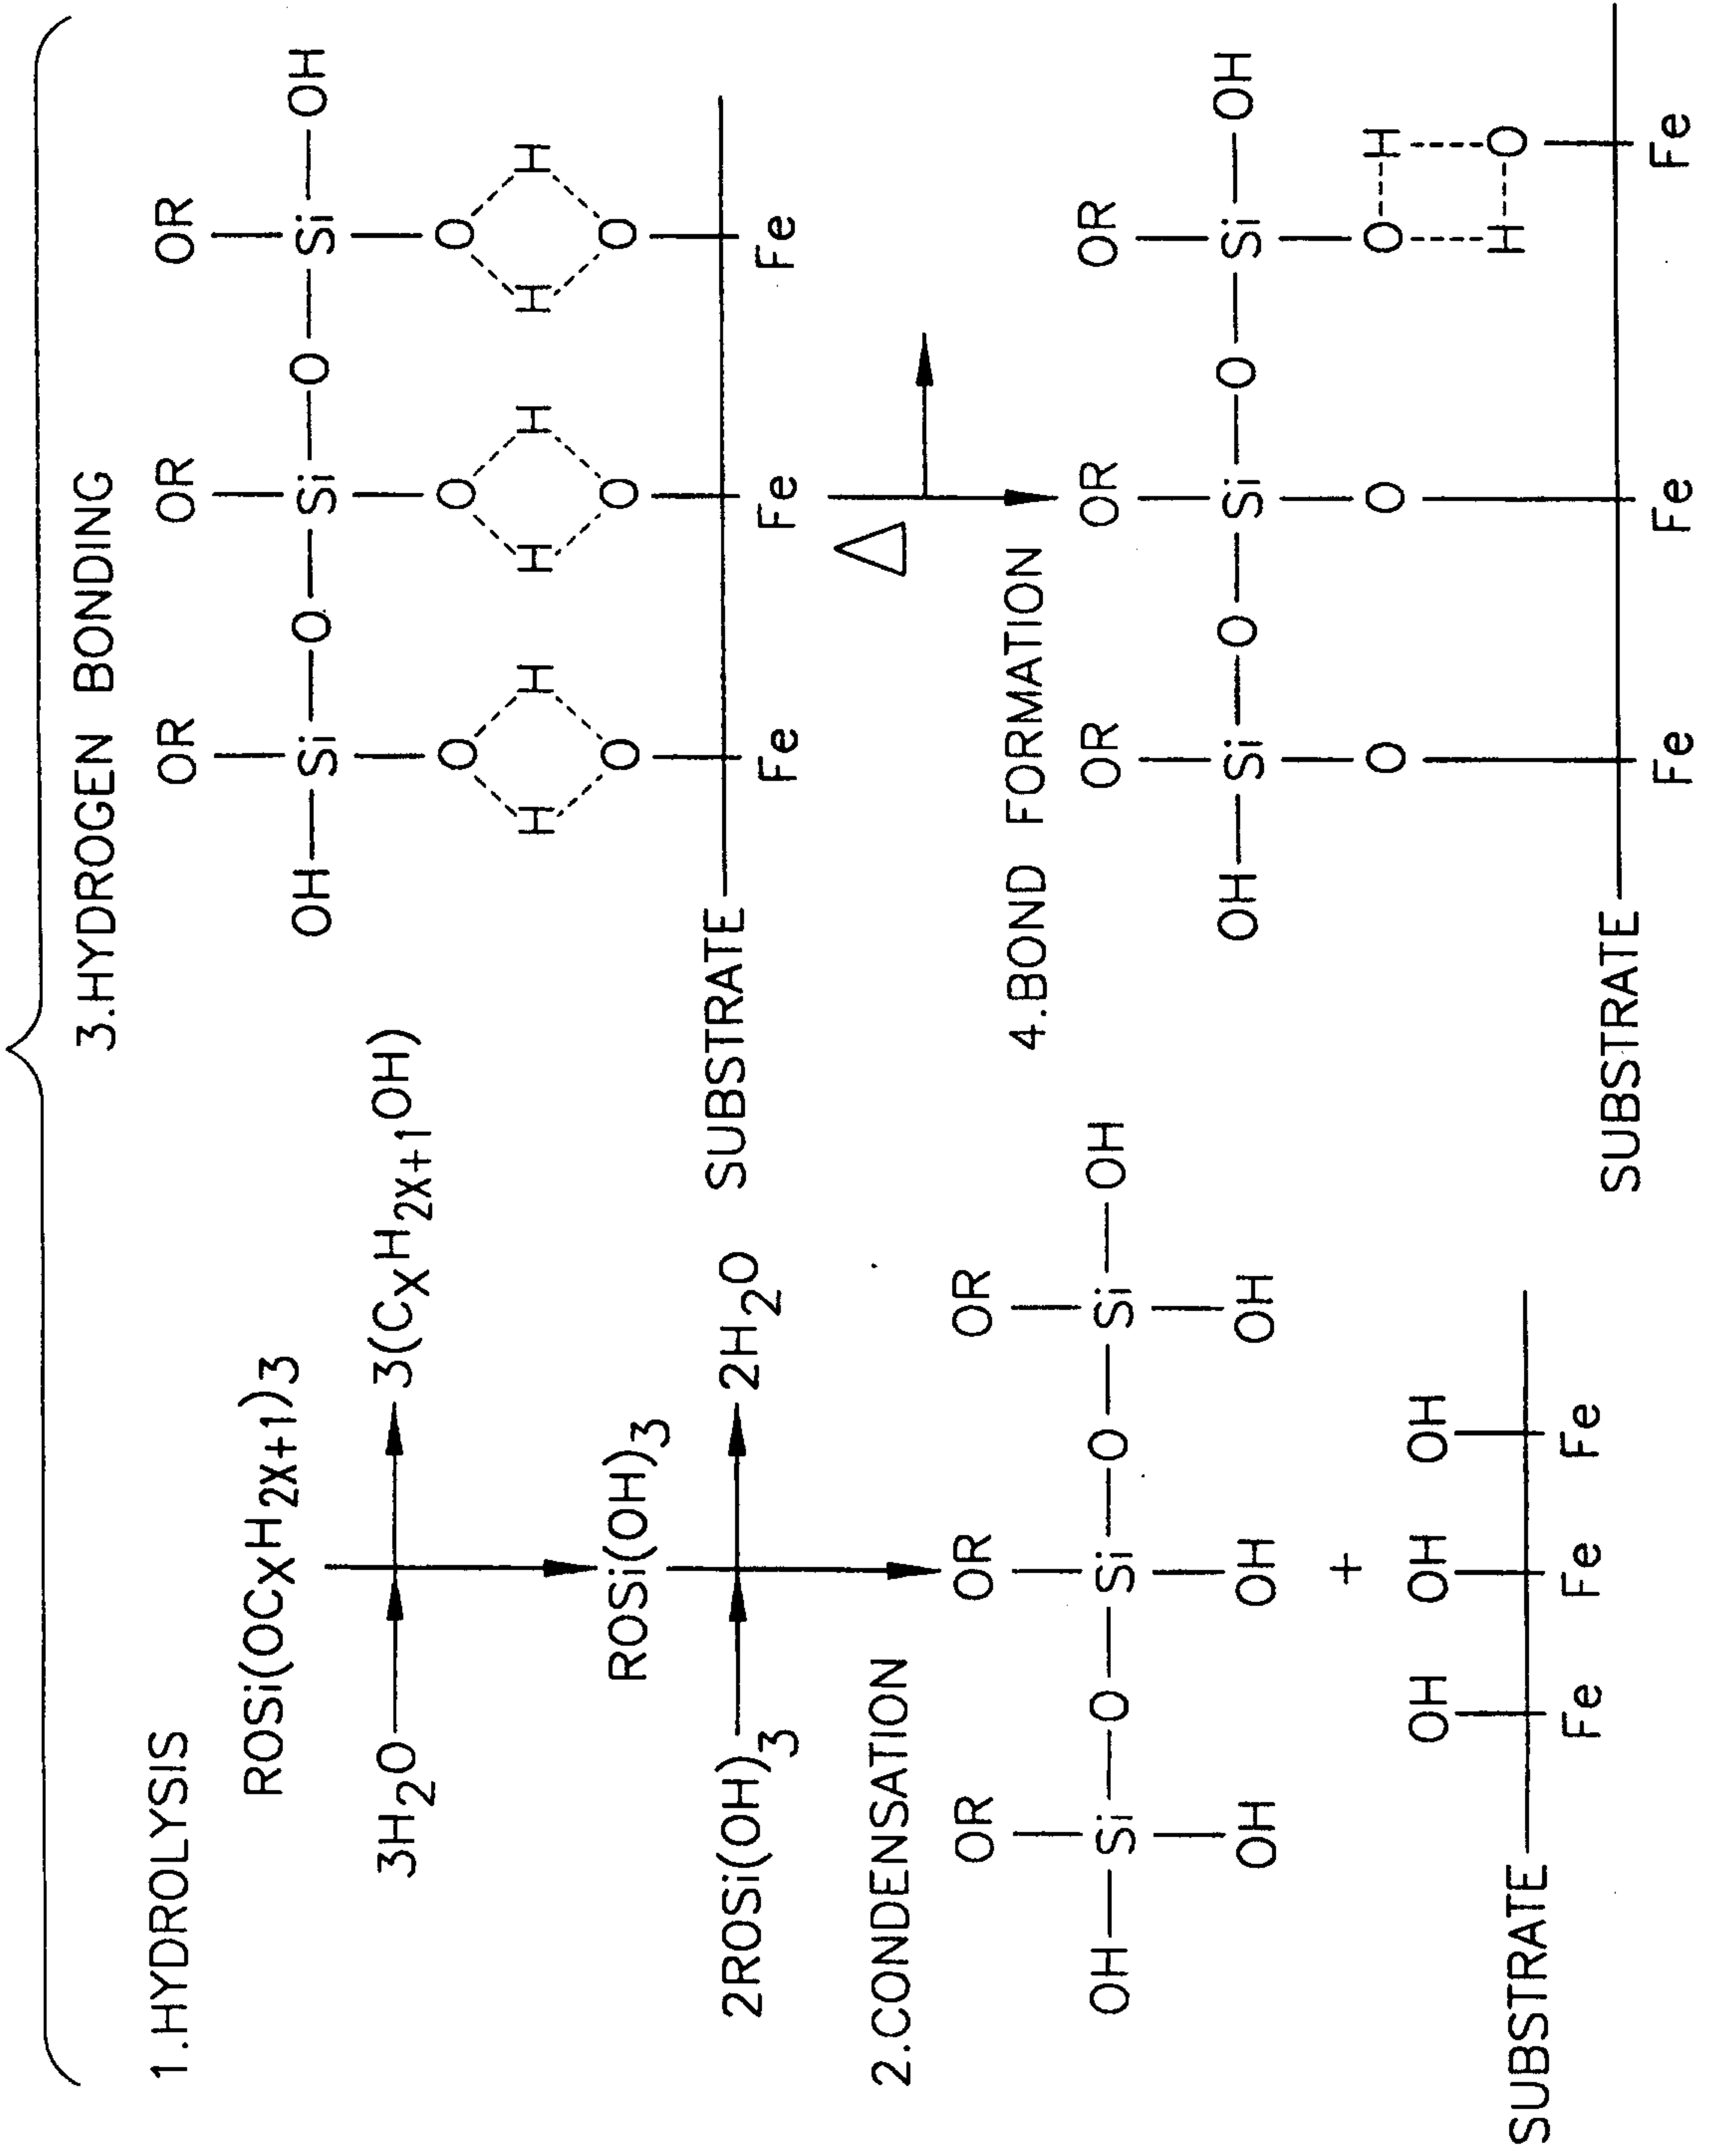 1.HYDROLYSIS
ROSi(OCXH2X+1)3
3H2O
3(CXH2X+1OH)
ROSi(OH)3
2ROSi(OH)3
2H2O
2.CONDENSATION
OR OR OR
OH Si O Si O Si OH
OH OH OH
+
OH OH OH
SUBSTRATE
Fe Fe Fe
3.HYDROGEN BONDING
OR OR OR
OH Si O Si O Si OH
O O O
H H H H H H
O O O
SUBSTRATE
Fe Fe Fe
△
4.BOND FORMATION
OR OR OR
OH Si O Si O Si OH
O O O H
H O
SUBSTRATE
Fe Fe Fe